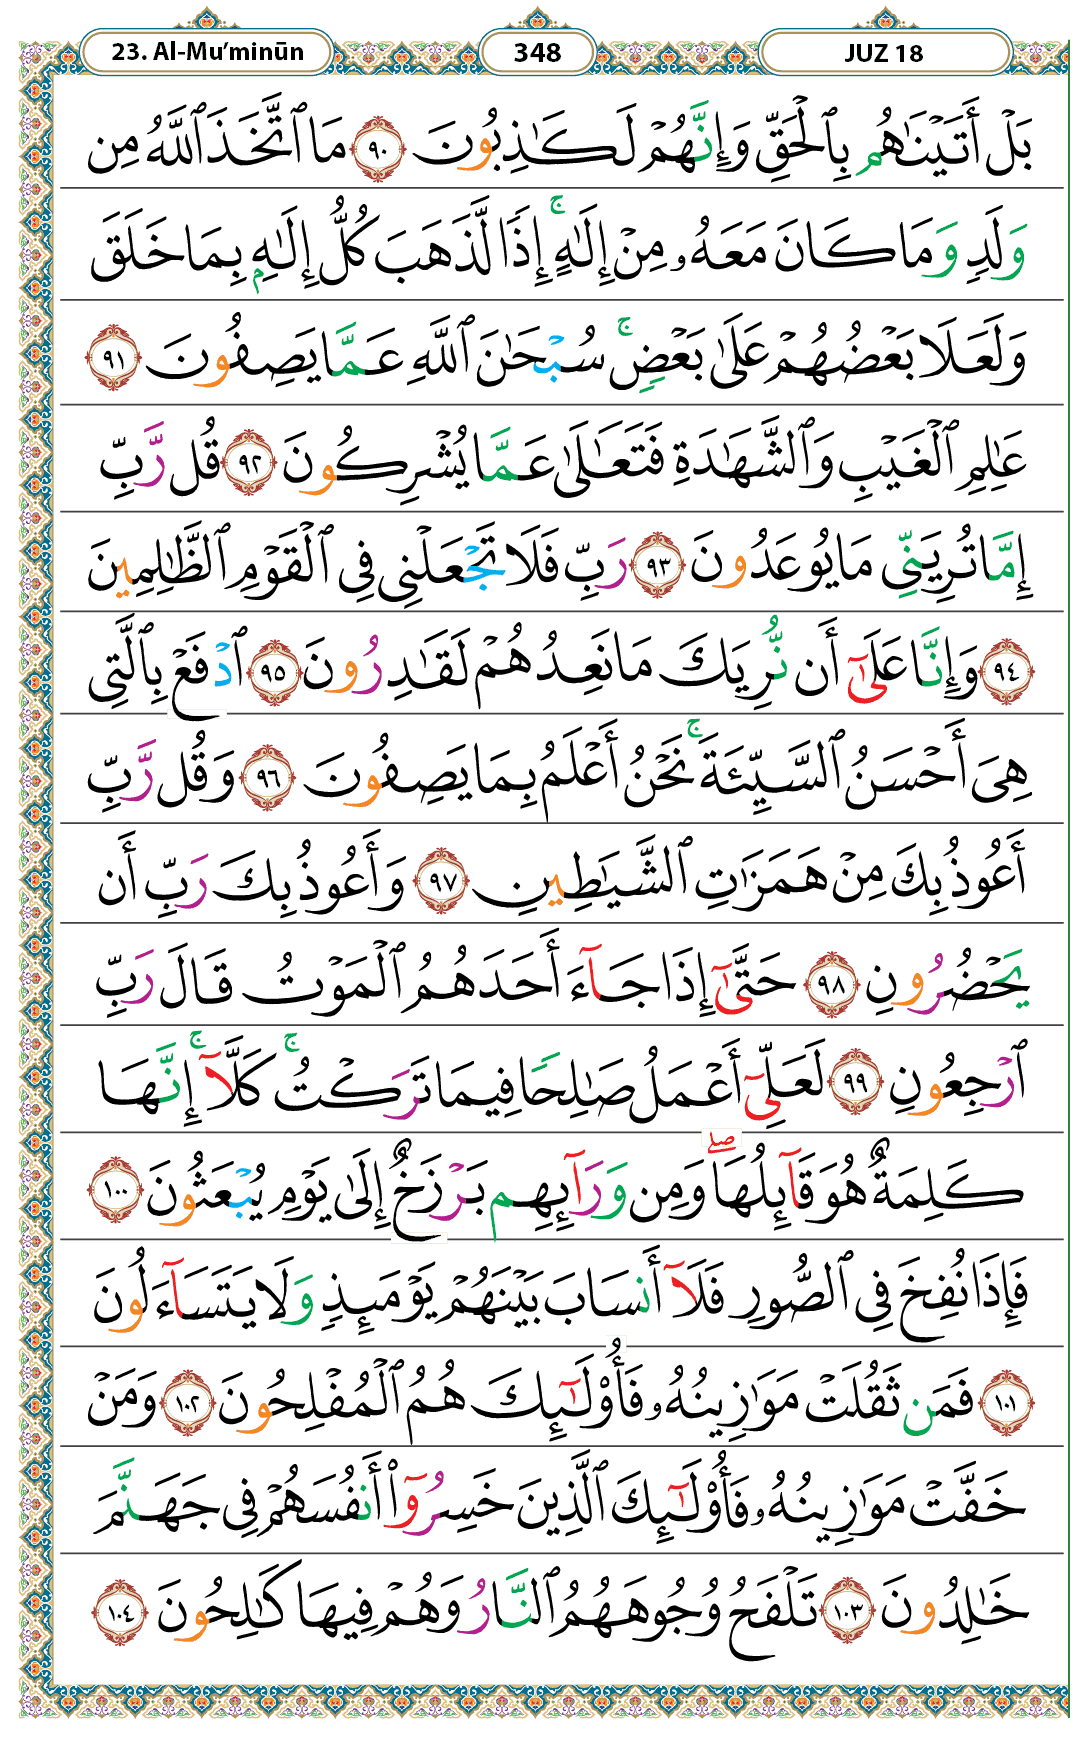 23. Al-Mu’minūn 348 JUZ 18
بَلْ أَتَيْنَٰهُم بِٱلْحَقِّ وَإِنَّهُمْ لَكَٰذِبُونَ ٩٠ مَا ٱتَّخَذَ ٱللَّهُ مِن
وَلَدٍ وَمَا كَانَ مَعَهُۥ مِنْ إِلَٰهٍ ۚ إِذًا لَّذَهَبَ كُلُّ إِلَٰهٍۭ بِمَا خَلَقَ
وَلَعَلَا بَعْضُهُمْ عَلَىٰ بَعْضٍ ۚ سُبْحَٰنَ ٱللَّهِ عَمَّا يَصِفُونَ ٩١
عَٰلِمِ ٱلْغَيْبِ وَٱلشَّهَٰدَةِ فَتَعَٰلَىٰ عَمَّا يُشْرِكُونَ ٩٢ قُل رَّبِّ
إِمَّا تُرِيَنِّى مَا يُوعَدُونَ ٩٣ رَبِّ فَلَا تَجْعَلْنِى فِى ٱلْقَوْمِ ٱلظَّٰلِمِينَ
٩٤ وَإِنَّا عَلَىٰٓ أَن نُّرِيَكَ مَا نَعِدُهُمْ لَقَٰدِرُونَ ٩٥ ٱدْفَعْ بِٱلَّتِى
هِىَ أَحْسَنُ ٱلسَّيِّئَةَ ۚ نَحْنُ أَعْلَمُ بِمَا يَصِفُونَ ٩٦ وَقُل رَّبِّ
أَعُوذُ بِكَ مِنْ هَمَزَٰتِ ٱلشَّيَٰطِينِ ٩٧ وَأَعُوذُ بِكَ رَبِّ أَن
يَحْضُرُونِ ٩٨ حَتَّىٰٓ إِذَا جَآءَ أَحَدَهُمُ ٱلْمَوْتُ قَالَ رَبِّ
ٱرْجِعُونِ ٩٩ لَعَلِّىٓ أَعْمَلُ صَٰلِحًا فِيمَا تَرَكْتُ ۚ كَلَّآ ۚ إِنَّهَا
كَلِمَةٌ هُوَ قَآئِلُهَا ۖ وَمِن وَرَآئِهِم بَرْزَخٌ إِلَىٰ يَوْمِ يُبْعَثُونَ ١٠٠
فَإِذَا نُفِخَ فِى ٱلصُّورِ فَلَآ أَنسَابَ بَيْنَهُمْ يَوْمَئِذٍ وَلَا يَتَسَآءَلُونَ
١٠١ فَمَن ثَقُلَتْ مَوَٰزِينُهُۥ فَأُو۟لَٰٓئِكَ هُمُ ٱلْمُفْلِحُونَ ١٠٢ وَمَنْ
خَفَّتْ مَوَٰزِينُهُۥ فَأُو۟لَٰٓئِكَ ٱلَّذِينَ خَسِرُوٓا۟ أَنفُسَهُمْ فِى جَهَنَّمَ
خَٰلِدُونَ ١٠٣ تَلْفَحُ وُجُوهَهُمُ ٱلنَّارُ وَهُمْ فِيهَا كَٰلِحُونَ ١٠٤